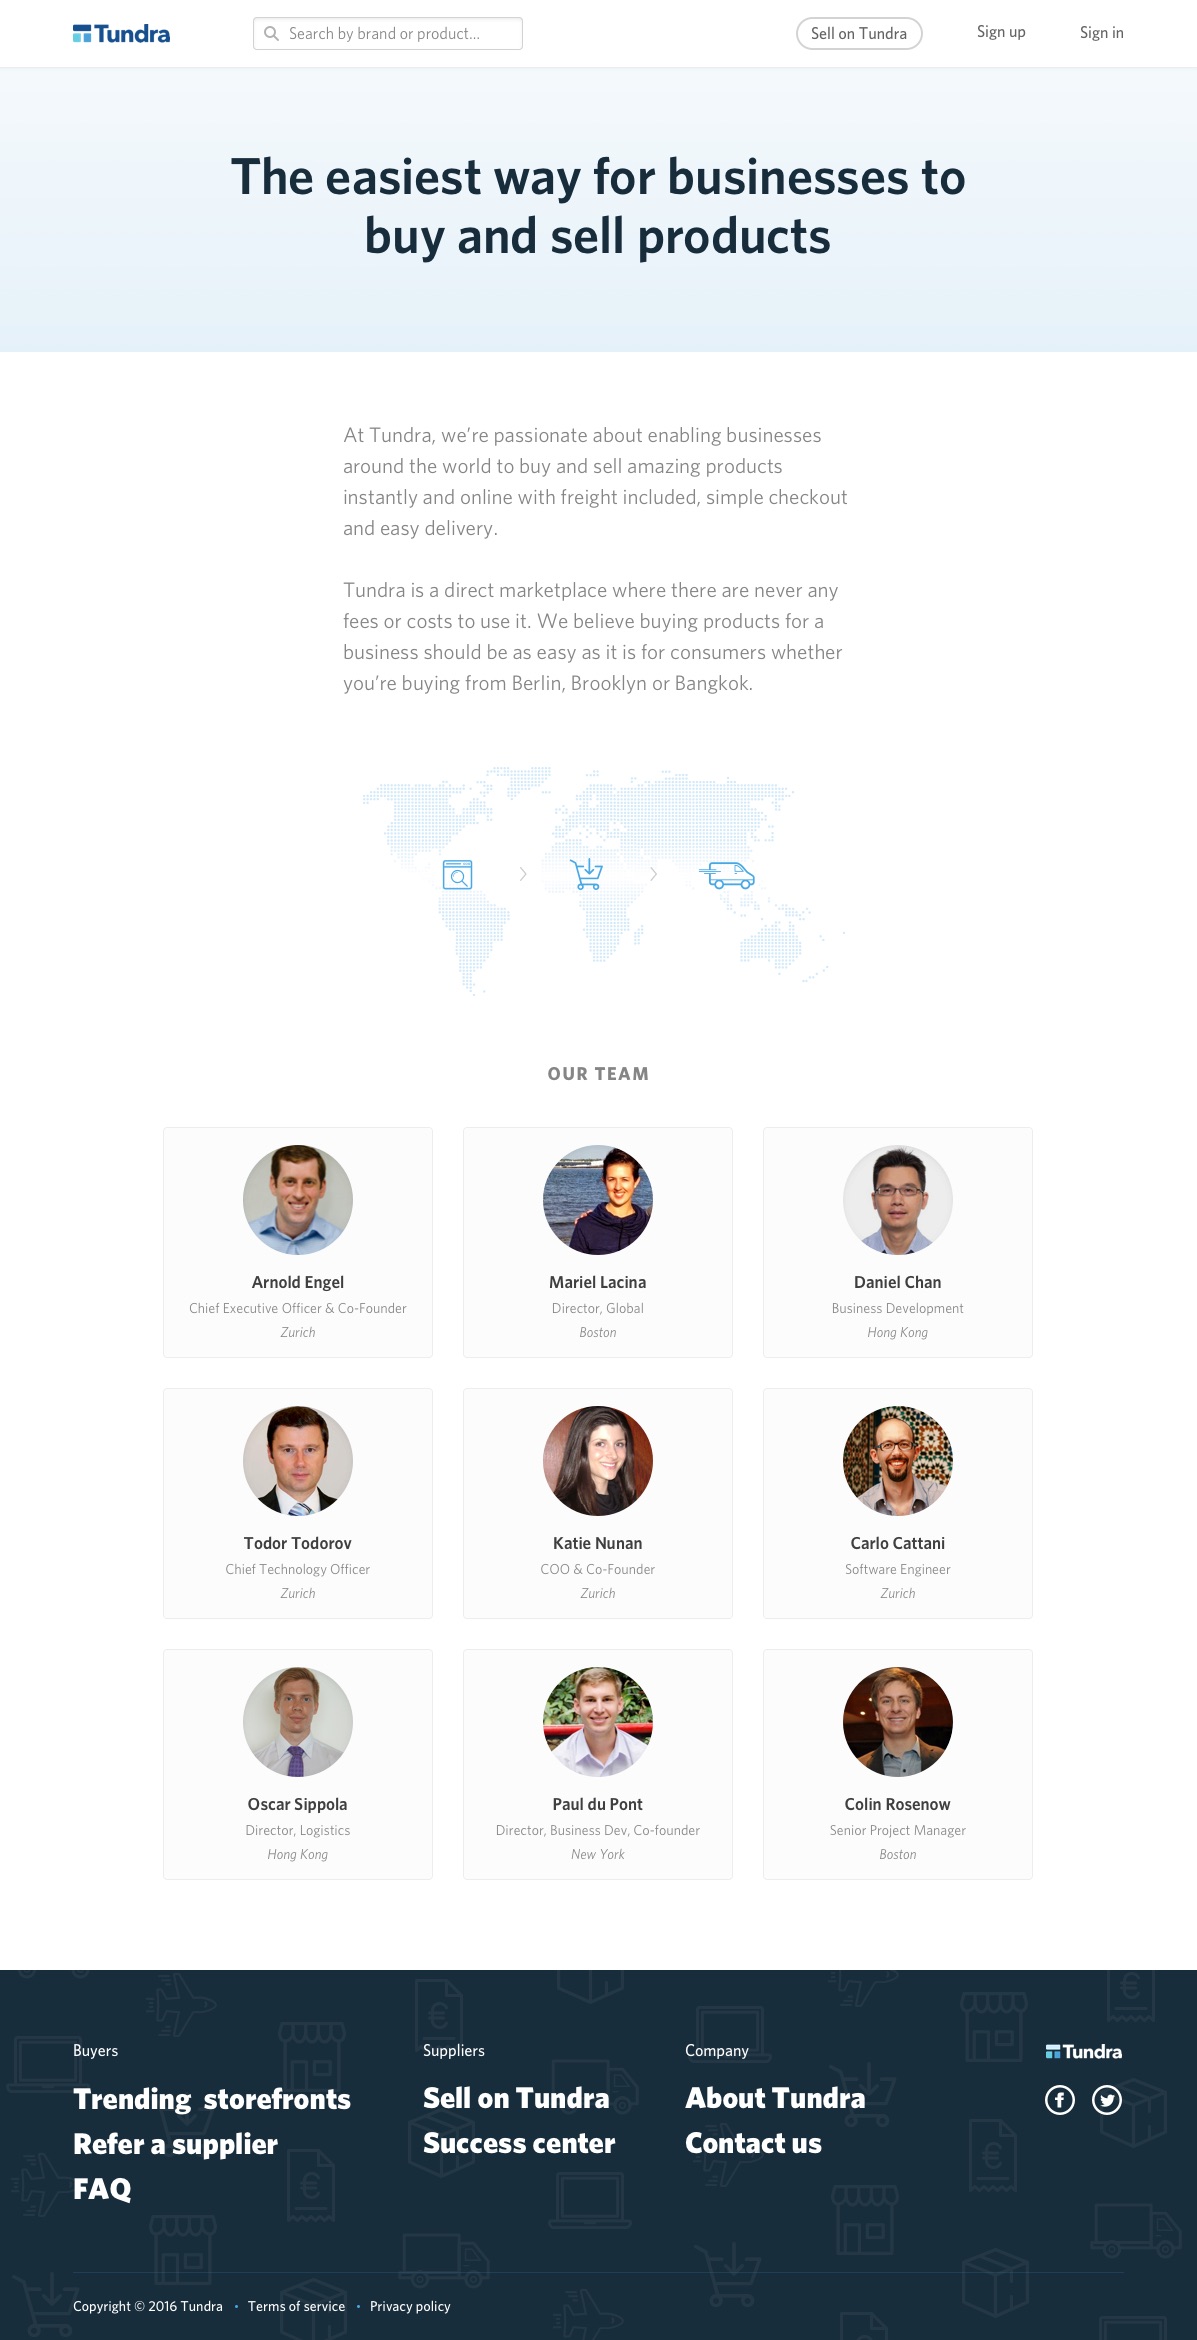 Tundra
Search by brand or product...
Sell on Tundra
Sign up
Sign in
The easiest way for businesses to
buy and sell products
At Tundra, we’re passionate about enabling businesses
around the world to buy and sell amazing products
instantly and online with freight included, simple checkout
and easy delivery.
Tundra is a direct marketplace where there are never any
fees or costs to use it. We believe buying products for a
business should be as easy as it is for consumers whether
you’re buying from Berlin, Brooklyn or Bangkok.
OUR TEAM
Arnold Engel
Chief Executive Officer & Co-Founder
Zurich
Mariel Lacina
Director, Global
Boston
Daniel Chan
Business Development
Hong Kong
Todor Todorov
Chief Technology Officer
Zurich
Katie Nunan
COO & Co-Founder
Zurich
Carlo Cattani
Software Engineer
Zurich
Oscar Sippola
Director, Logistics
Hong Kong
Paul du Pont
Director, Business Dev, Co-founder
New York
Colin Rosenow
Senior Project Manager
Boston
Buyers
Trending storefronts
Refer a supplier
FAQ
Suppliers
Sell on Tundra
Success center
Company
About Tundra
Contact us
Tundra
Copyright © 2016 Tundra • Terms of service • Privacy policy